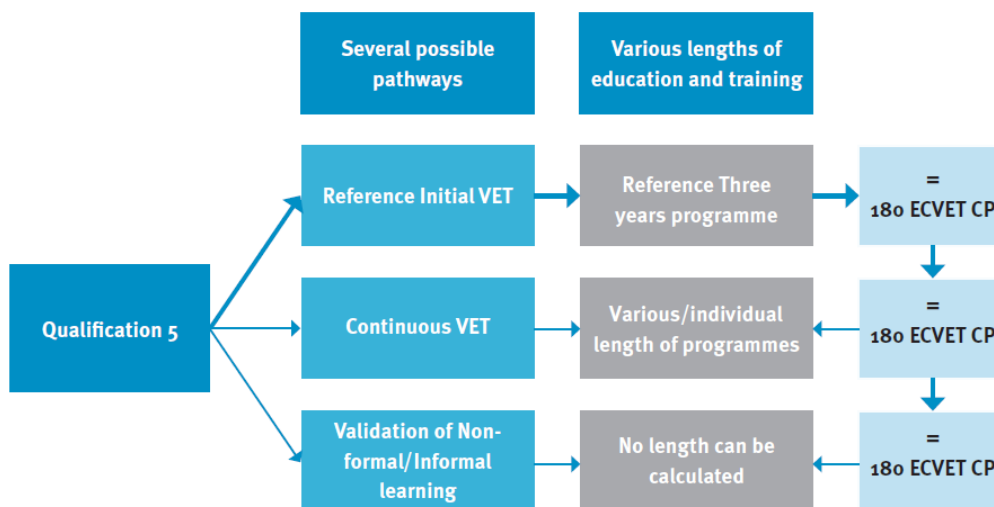 Several possible
pathways
Various lengths of
education and training
Reference Initial VET
Reference Three
years programme
=
180 ECVET CP
Qualification 5
Continuous VET
Various/individual
length of programmes
=
180 ECVET CP
Validation of Non-
formal/Informal
learning
No length can be
calculated
=
180 ECVET CP